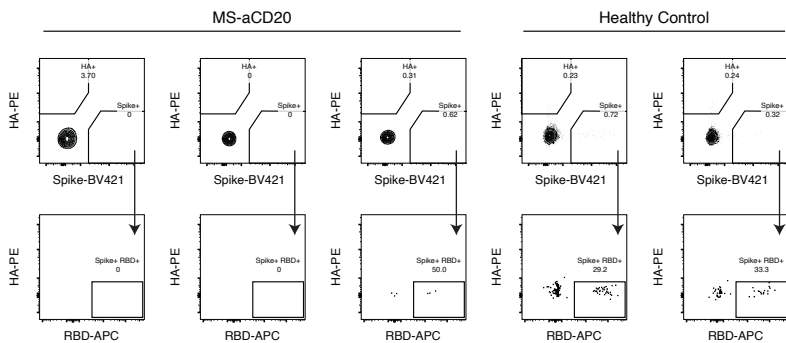 MS-aCD20
Healthy Control
HA+
3.70
Spike+
0
HA-PE
Spike-BV421
HA+
0
Spike+
0
HA-PE
Spike-BV421
HA+
0.31
Spike+
0.62
HA-PE
Spike-BV421
HA+
0.23
Spike+
0.72
HA-PE
Spike-BV421
HA+
0.24
Spike+
0.32
HA-PE
Spike-BV421
Spike+ RBD+
0
HA-PE
RBD-APC
Spike+ RBD+
0
HA-PE
RBD-APC
Spike+ RBD+
50.0
HA-PE
RBD-APC
Spike+ RBD+
29.2
HA-PE
RBD-APC
Spike+ RBD+
33.3
HA-PE
RBD-APC